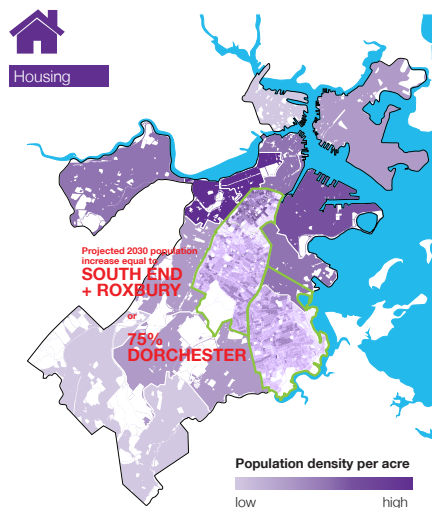 Housing
Projected 2030 population
increase equal to
SOUTH END
+ ROXBURY
or
75%
DORCHESTER
Population density per acre
low high